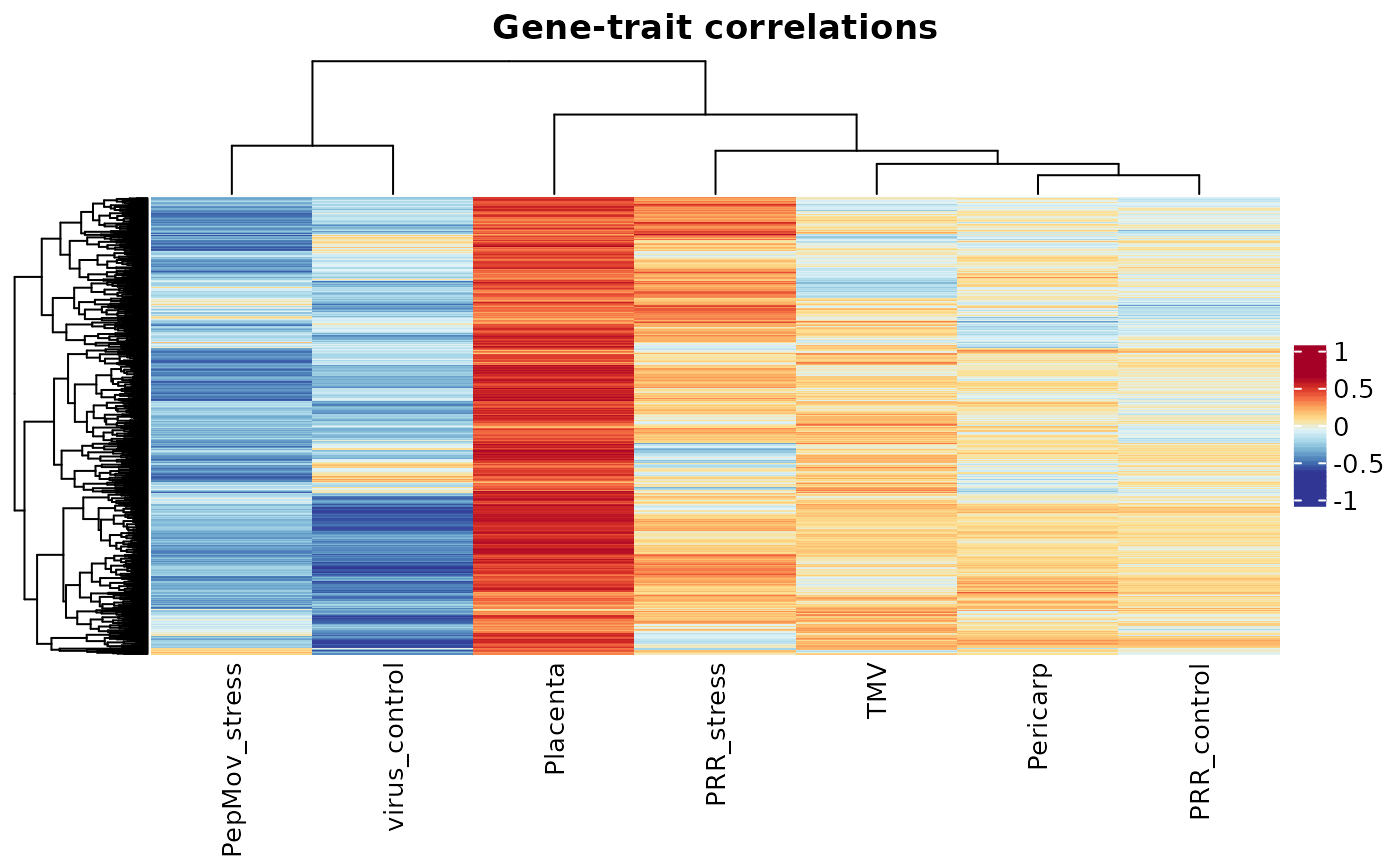 Gene-trait correlations
1
0.5
0
-0.5
-1
PepMov_stress
virus_control
Placenta
PRR_stress
TMV
Pericarp
PRR_control